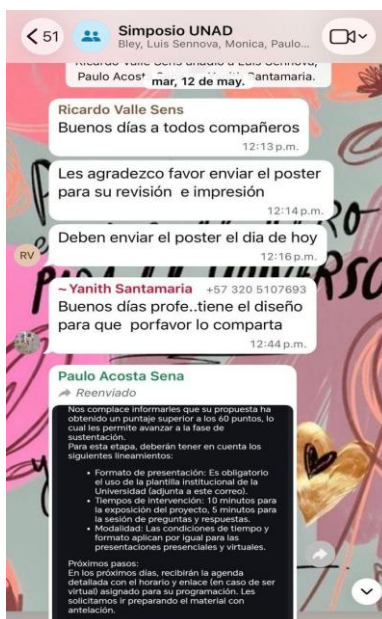 51
Simposio UNAD
Bley, Luis Sennova, Monica, Paulo...
Paulo Acost
Santamaria.
mar, 12 de may.
Ricardo Valle Sens
Buenos días a todos compañeros
12:13 p.m.
Les agradezco favor enviar el poster
para su revisión e impresión
12:14 p.m.
Deben enviar el poster el dia de hoy
12:16 p.m.
RV
~ Yanith Santamaria +57 320 5107693
Buenos días profe..tiene el diseño
para que porfavor lo comparta
12:44 p.m.
Paulo Acosta Sena
Reenviado
Nos complace informarles que su propuesta ha
obtenido un puntaje superior a los 60 puntos, lo
cual les permite avanzar a la fase de
sustentación.
Para esta etapa, deberán tener en cuenta los
siguientes lineamientos:
• Formato de presentación: Es obligatorio
el uso de la plantilla institucional de la
Universidad (adjunta a este correo).
• Tiempos de intervención: 10 minutos para
la exposición del proyecto, 5 minutos para
la sesión de preguntas y respuestas.
• Modalidad: Las condiciones de tiempo y
formato aplican por igual para las
presentaciones presenciales y virtuales.
Próximos pasos:
En los próximos días, recibirán la agenda
detallada con el horario y enlace (en caso de ser
virtual) asignado para su programación. Les
solicitamos ir preparando el material con
antelación.